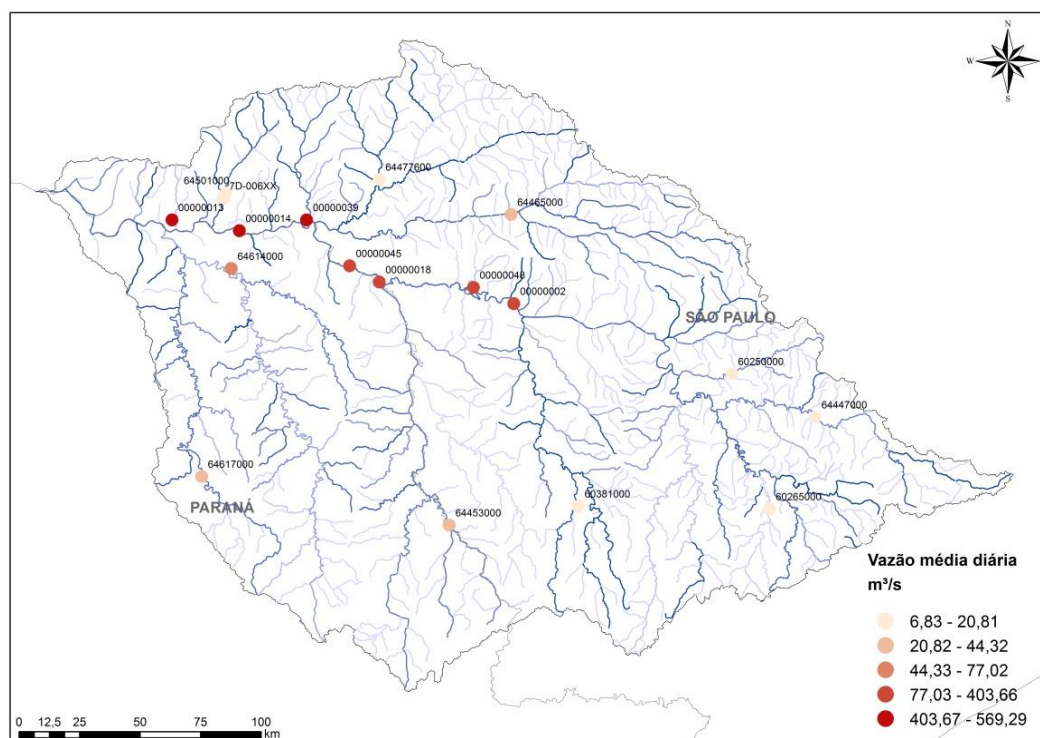 N
W E
S
64477600
64501000
7D-006XX
64465000
00000013
00000014
00000039
00000045
64614000
00000018
00000048
00000002
SÃO PAULO
60250000
64447000
64617000
PARANÁ
60381000
60265000
64453000
Vazão média diária
m³/s
6,83 - 20,81
20,82 - 44,32
44,33 - 77,02
77,03 - 403,66
403,67 - 569,29
0 12,5 25 50 75 100
km